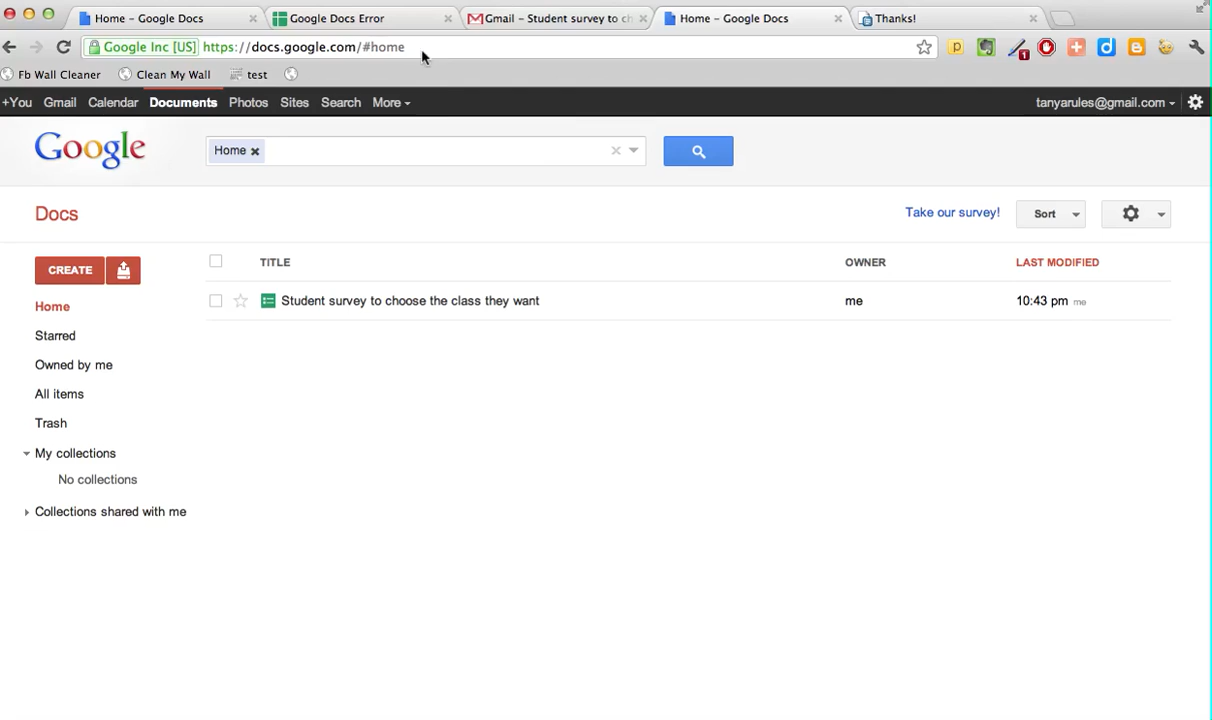 Home – Google Docs
Google Docs Error
Gmail – Student survey to ch
Home – Google Docs
Thanks!
Google Inc [US] https://docs.google.com/#home
Fb Wall Cleaner Clean My Wall test
+You Gmail Calendar Documents Photos Sites Search More
tanyarules@gmail.com
Google
Home
Docs
Take our survey!
Sort
CREATE
TITLE OWNER LAST MODIFIED
Student survey to choose the class they want me 10:43 pm me
Home
Starred
Owned by me
All items
Trash
My collections
No collections
Collections shared with me